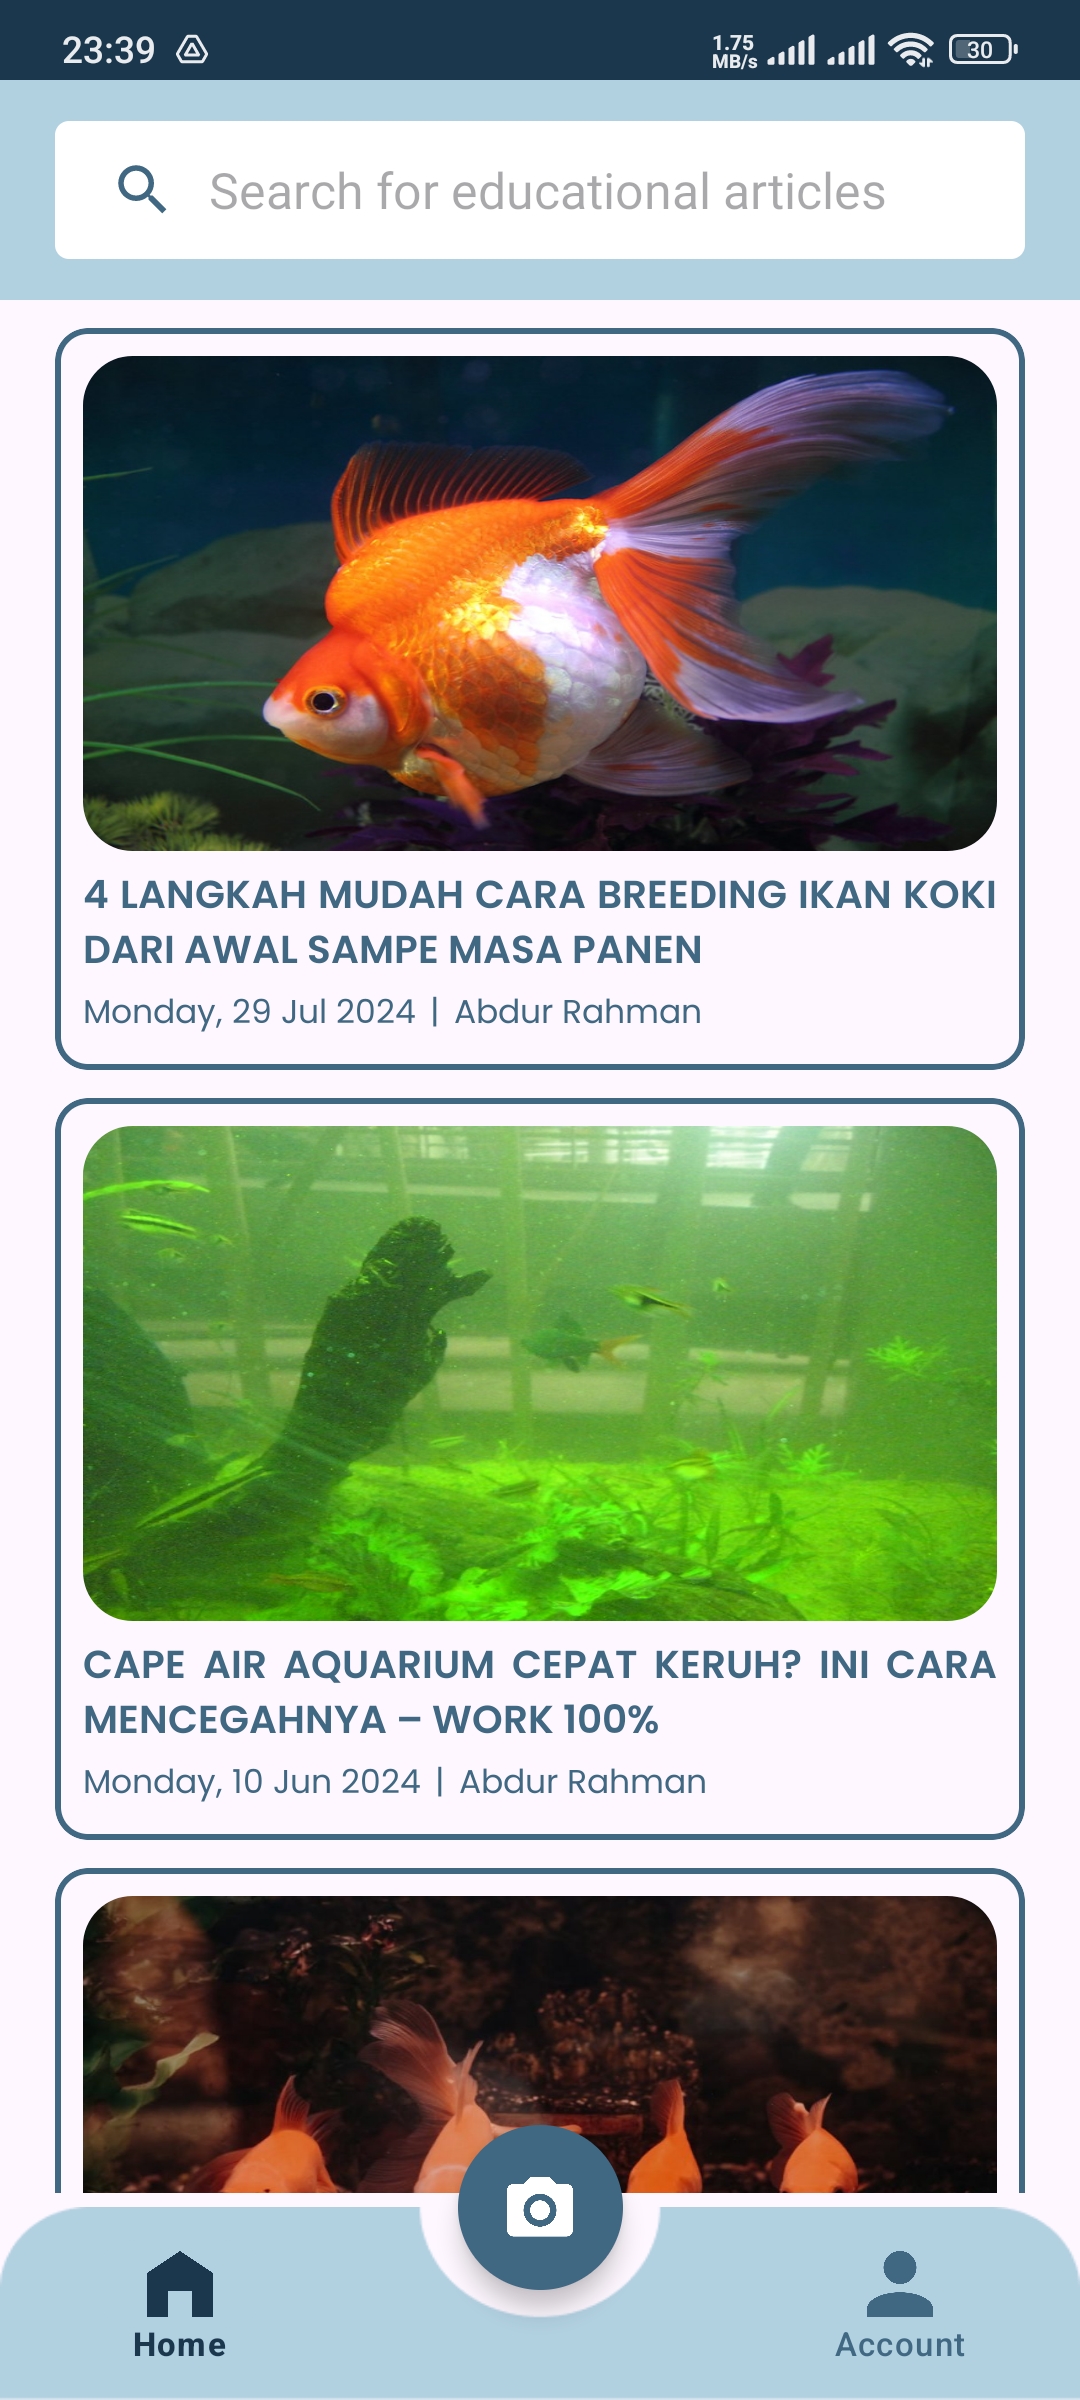 23:39
1.75
MB/s
30
Search for educational articles
4 LANGKAH MUDAH CARA BREEDING IKAN KOKI
DARI AWAL SAMPE MASA PANEN
Monday, 29 Jul 2024 | Abdur Rahman
CAPE AIR AQUARIUM CEPAT KERUH? INI CARA
MENCEGAHNYA – WORK 100%
Monday, 10 Jun 2024 | Abdur Rahman
Home
Account